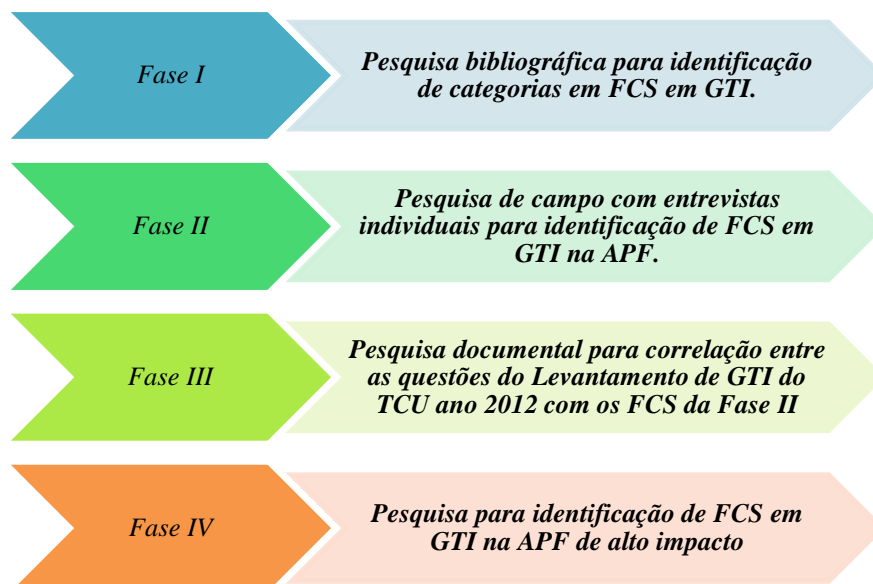 Fase I
Pesquisa bibliográfica para identificação
de categorias em FCS em GTI.
Fase II
Pesquisa de campo com entrevistas
individuais para identificação de FCS em
GTI na APF.
Fase III
Pesquisa documental para correlação entre
as questões do Levantamento de GTI do
TCU ano 2012 com os FCS da Fase II
Fase IV
Pesquisa para identificação de FCS em
GTI na APF de alto impacto